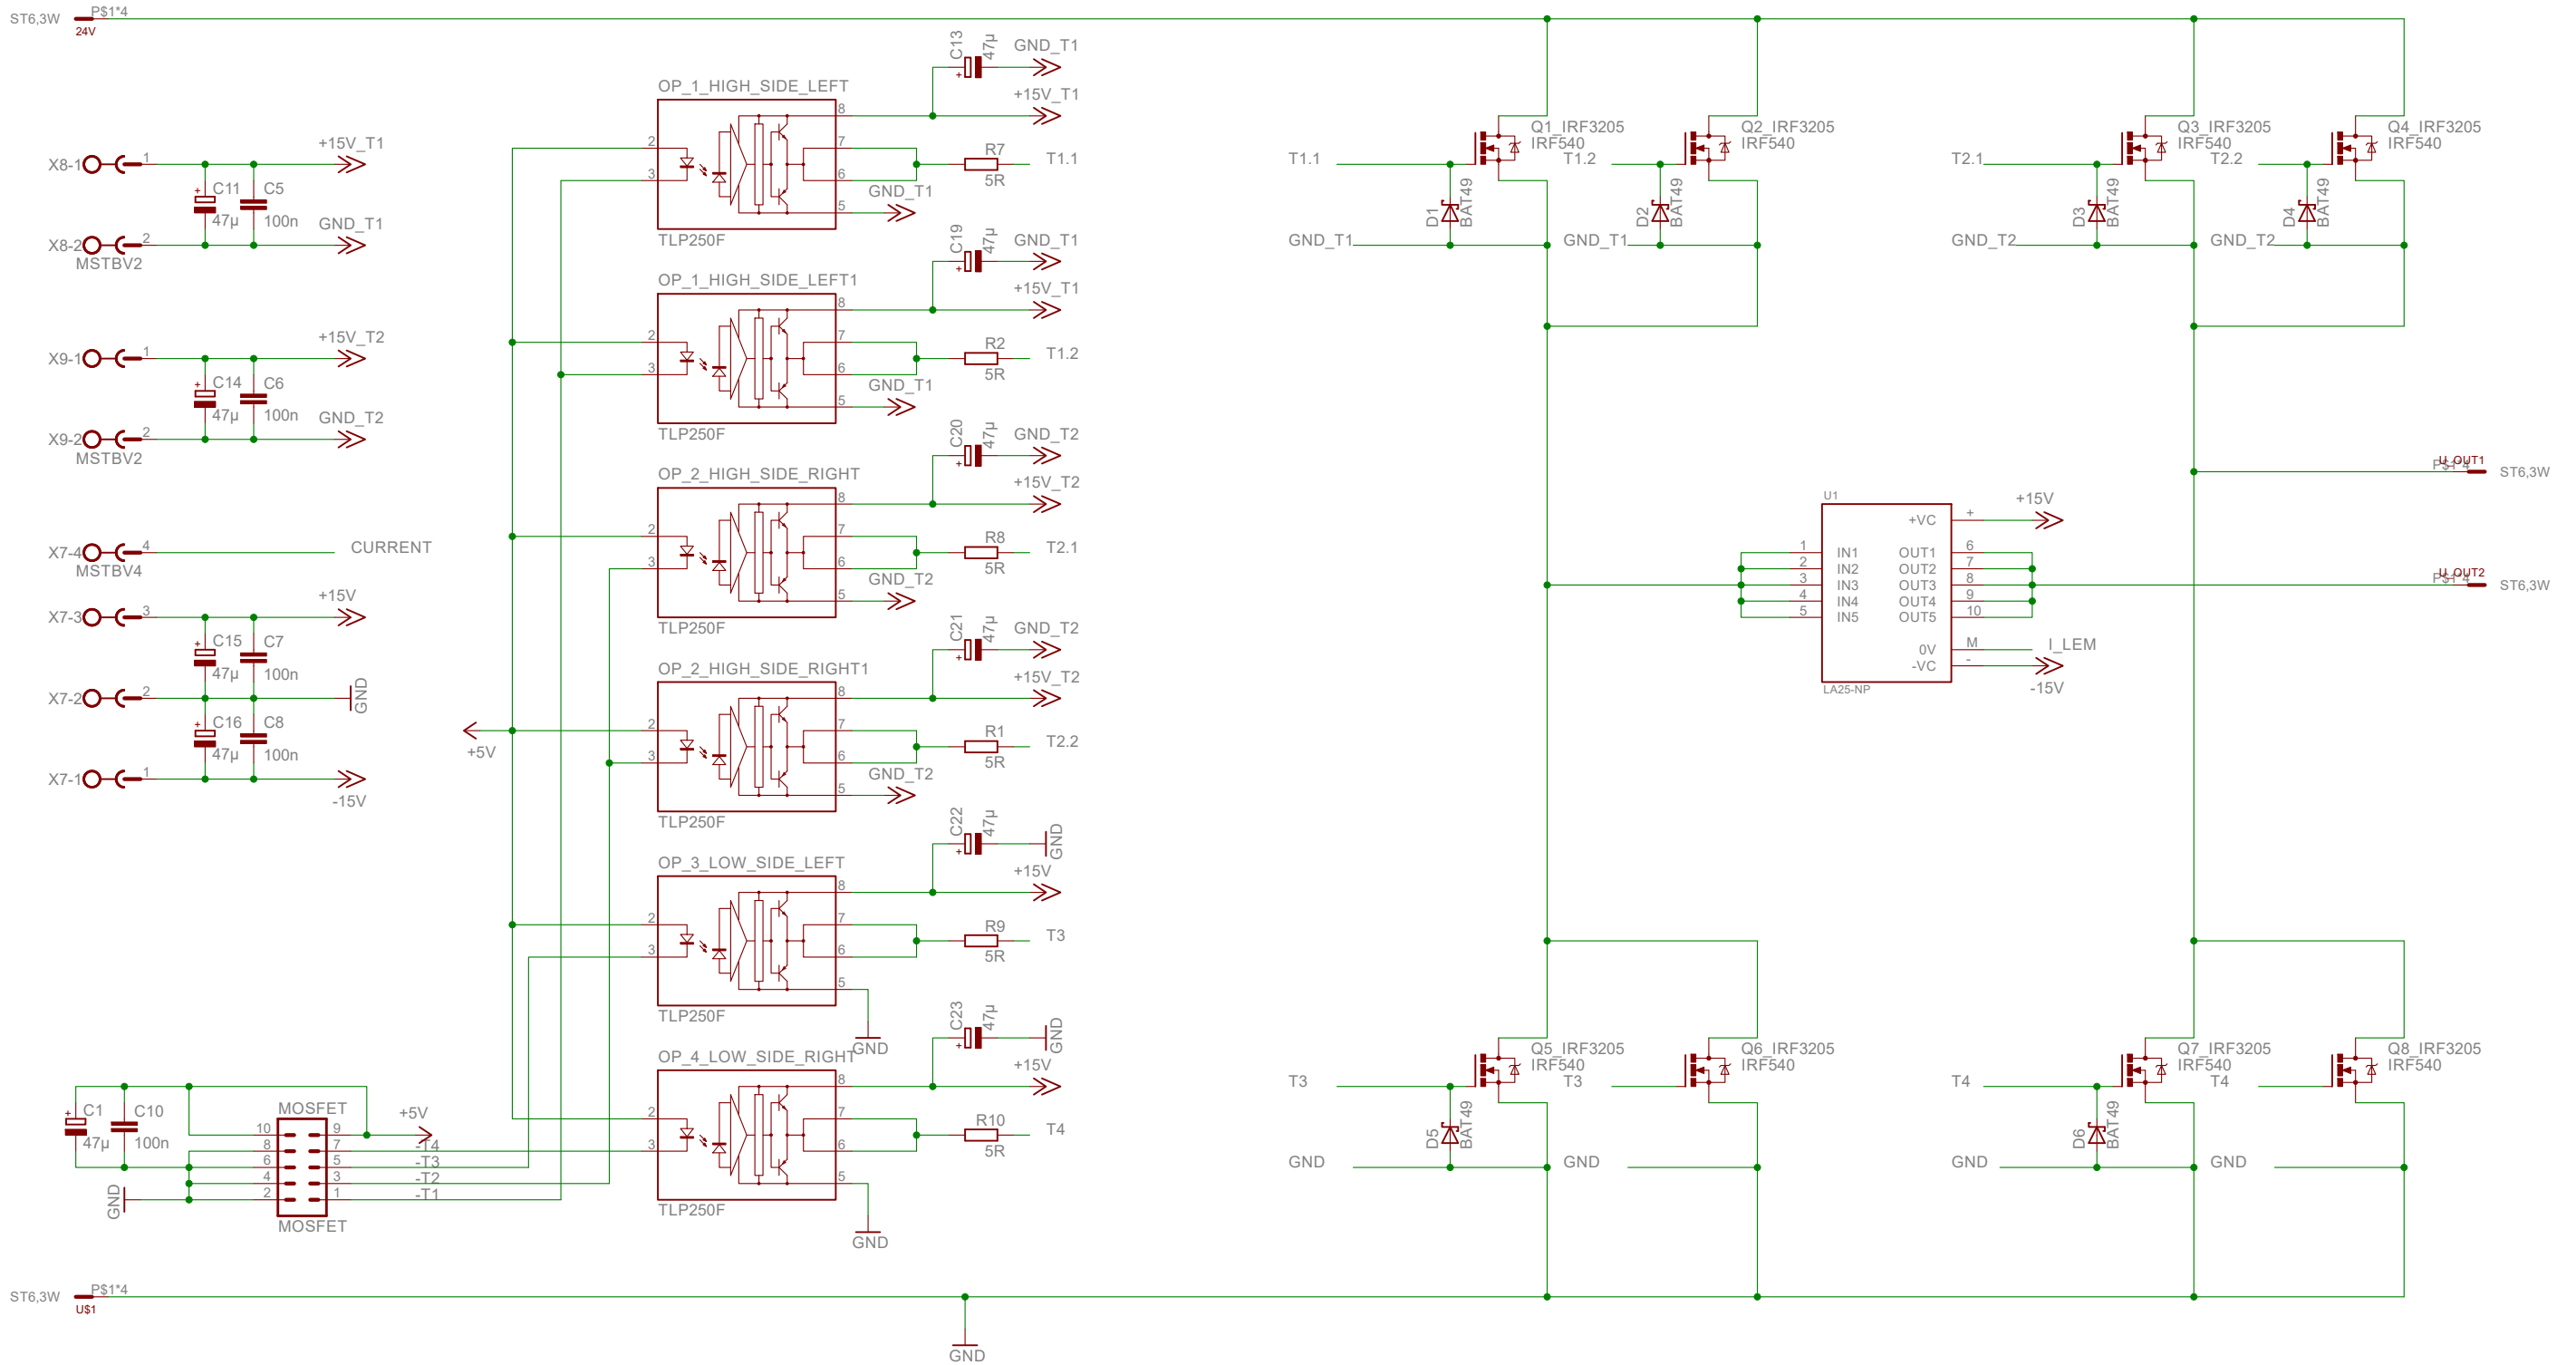 ST6,3W
P$1*4
24V
X8-1
1
+15V_T1
C11
47µ
C5
100n
X8-2
2
GND_T1
MSTBV2
X9-1
1
+15V_T2
C14
47µ
C6
100n
X9-2
2
GND_T2
MSTBV2
X7-4
4
CURRENT
MSTBV4
X7-3
3
+15V
C15
47µ
C7
100n
X7-2
2
GND
C16
47µ
C8
100n
X7-1
1
-15V
C1
47µ
C10
100n
GND
MOSFET
10
8
6
4
2
9
7
5
3
1
MOSFET
+5V
-T4
-T3
-T2
-T1
+5V
OP_1_HIGH_SIDE_LEFT
2
3
8
7
6
5
TLP250F
C13
47µ
GND_T1
+15V_T1
R7
5R
T1.1
GND_T1
OP_1_HIGH_SIDE_LEFT1
2
3
8
7
6
5
TLP250F
C19
47µ
GND_T1
+15V_T1
R2
5R
T1.2
GND_T1
OP_2_HIGH_SIDE_RIGHT
2
3
8
7
6
5
TLP250F
C20
47µ
GND_T2
+15V_T2
R8
5R
T2.1
GND_T2
OP_2_HIGH_SIDE_RIGHT1
2
3
8
7
6
5
TLP250F
C21
47µ
GND_T2
+15V_T2
R1
5R
T2.2
GND_T2
OP_3_LOW_SIDE_LEFT
2
3
8
7
6
5
TLP250F
C22
47µ
GND
+15V
R9
5R
T3
GND
OP_4_LOW_SIDE_RIGHT
2
3
8
7
6
5
TLP250F
C23
47µ
GND
+15V
R10
5R
T4
GND
T1.1
Q1_IRF3205
IRF540
D1
BAT49
GND_T1
T1.2
Q2_IRF3205
IRF540
D2
BAT49
GND_T1
T2.1
Q3_IRF3205
IRF540
D3
BAT49
GND_T2
T2.2
Q4_IRF3205
IRF540
D4
BAT49
GND_T2
U1
IN1
IN2
IN3
IN4
IN5
1
2
3
4
5
+VC
OUT1
OUT2
OUT3
OUT4
OUT5
0V
-VC
+
6
7
8
9
10
M
-
+15V
I_LEM
-15V
LA25-NP
U_OUT1
P$1*4
ST6,3W
U_OUT2
P$1*4
ST6,3W
T3
Q5_IRF3205
IRF540
D5
BAT49
GND
T3
Q6_IRF3205
IRF540
GND
T4
Q7_IRF3205
IRF540
D6
BAT49
GND
T4
Q8_IRF3205
IRF540
GND
ST6,3W
P$1*4
U$1
GND